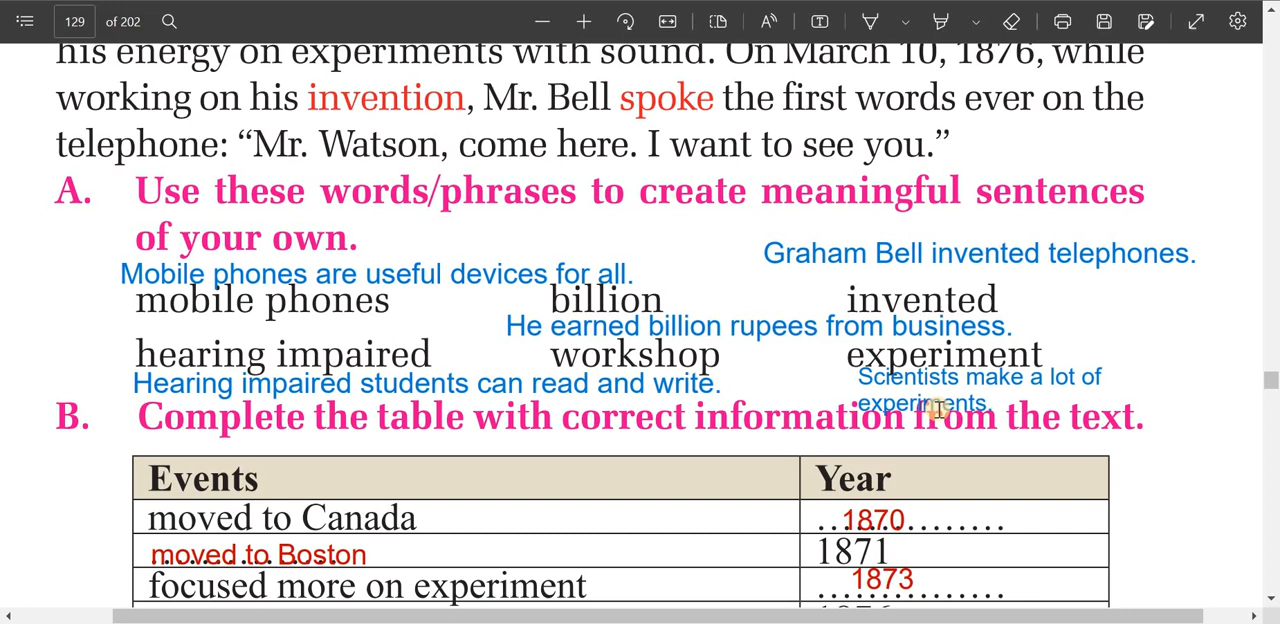 129 of 202
his energy on experiments with sound. On March 10, 1876, while
working on his invention, Mr. Bell spoke the first words ever on the
telephone: “Mr. Watson, come here. I want to see you.”
A. Use these words/phrases to create meaningful sentences
of your own.
Graham Bell invented telephones.
Mobile phones are useful devices for all.
mobile phones billion invented
He earned billion rupees from business.
hearing impaired workshop experiment
Hearing impaired students can read and write.
Scientists make a lot of
experiments.
B. Complete the table with correct information from the text.
Events Year
moved to Canada ...1870...........
moved to Boston 1871
focused more on experiment 1873